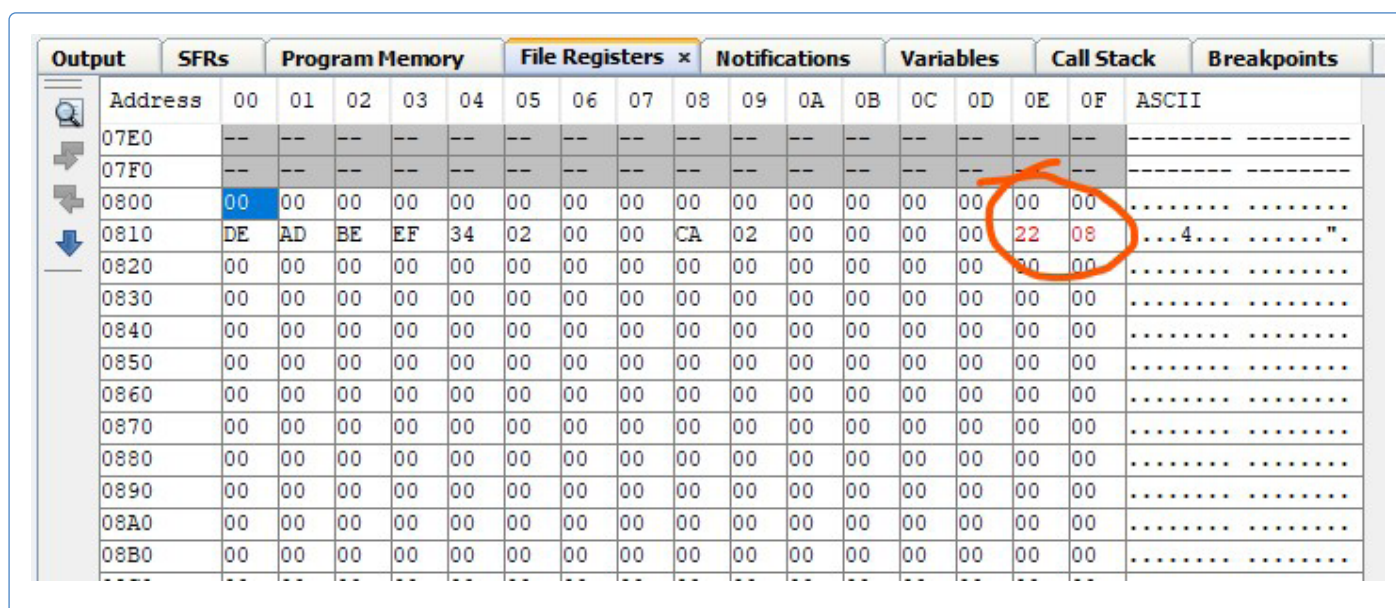 Output SFRs Program Memory File Registers × Notifications Variables Call Stack Breakpoints
Address 00 01 02 03 04 05 06 07 08 09 0A 0B 0C 0D 0E 0F ASCII
07E0 -- -- -- -- -- -- -- -- -- -- -- -- -- -- -- -- -------- --------
07F0 -- -- -- -- -- -- -- -- -- -- -- -- -- -- -- -- -------- --------
0800 00 00 00 00 00 00 00 00 00 00 00 00 00 00 00 00 ........ ........
0810 DE AD BE EF 34 02 00 00 CA 02 00 00 00 00 22 08 ....4... ......".
0820 00 00 00 00 00 00 00 00 00 00 00 00 00 00 00 00 ........ ........
0830 00 00 00 00 00 00 00 00 00 00 00 00 00 00 00 00 ........ ........
0840 00 00 00 00 00 00 00 00 00 00 00 00 00 00 00 00 ........ ........
0850 00 00 00 00 00 00 00 00 00 00 00 00 00 00 00 00 ........ ........
0860 00 00 00 00 00 00 00 00 00 00 00 00 00 00 00 00 ........ ........
0870 00 00 00 00 00 00 00 00 00 00 00 00 00 00 00 00 ........ ........
0880 00 00 00 00 00 00 00 00 00 00 00 00 00 00 00 00 ........ ........
0890 00 00 00 00 00 00 00 00 00 00 00 00 00 00 00 00 ........ ........
08A0 00 00 00 00 00 00 00 00 00 00 00 00 00 00 00 00 ........ ........
08B0 00 00 00 00 00 00 00 00 00 00 00 00 00 00 00 00 ........ ........